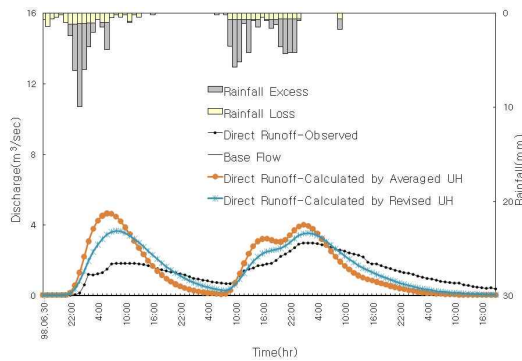 16
12
8
4
0
Discharge(m³/sec)
0
10
20
30
Rainfall(mm)
Rainfall Excess
Rainfall Loss
Direct Runoff-Observed
Base Flow
Direct Runoff-Calculated by Averaged UH
Direct Runoff-Calculated by Revised UH
98.06.30
22:00
4:00
10:00
16:00
22:00
4:00
10:00
16:00
22:00
4:00
10:00
16:00
22:00
4:00
10:00
16:00
Time(hr)